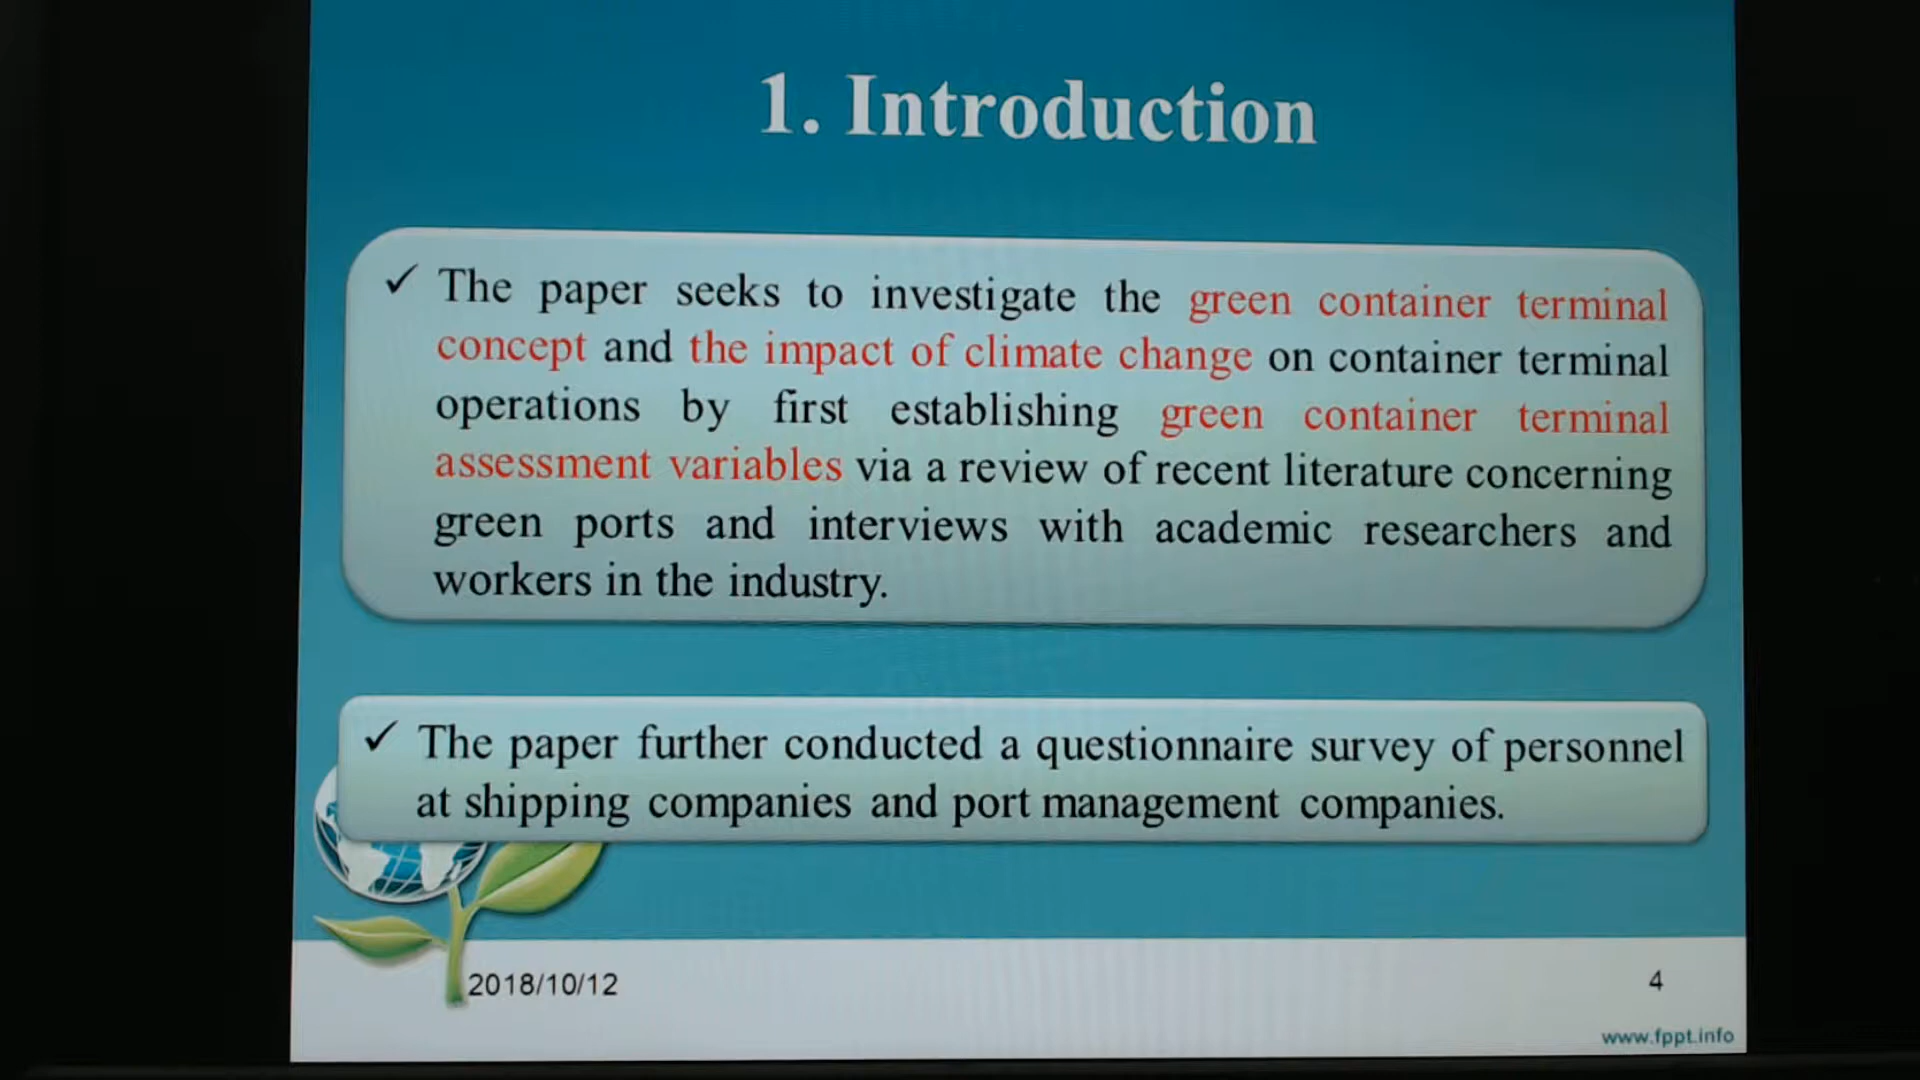 1. Introduction
✓ The paper seeks to investigate the green container terminal
concept and the impact of climate change on container terminal
operations by first establishing green container terminal
assessment variables via a review of recent literature concerning
green ports and interviews with academic researchers and
workers in the industry.
✓ The paper further conducted a questionnaire survey of personnel
at shipping companies and port management companies.
2018/10/12
4
www.fppt.info